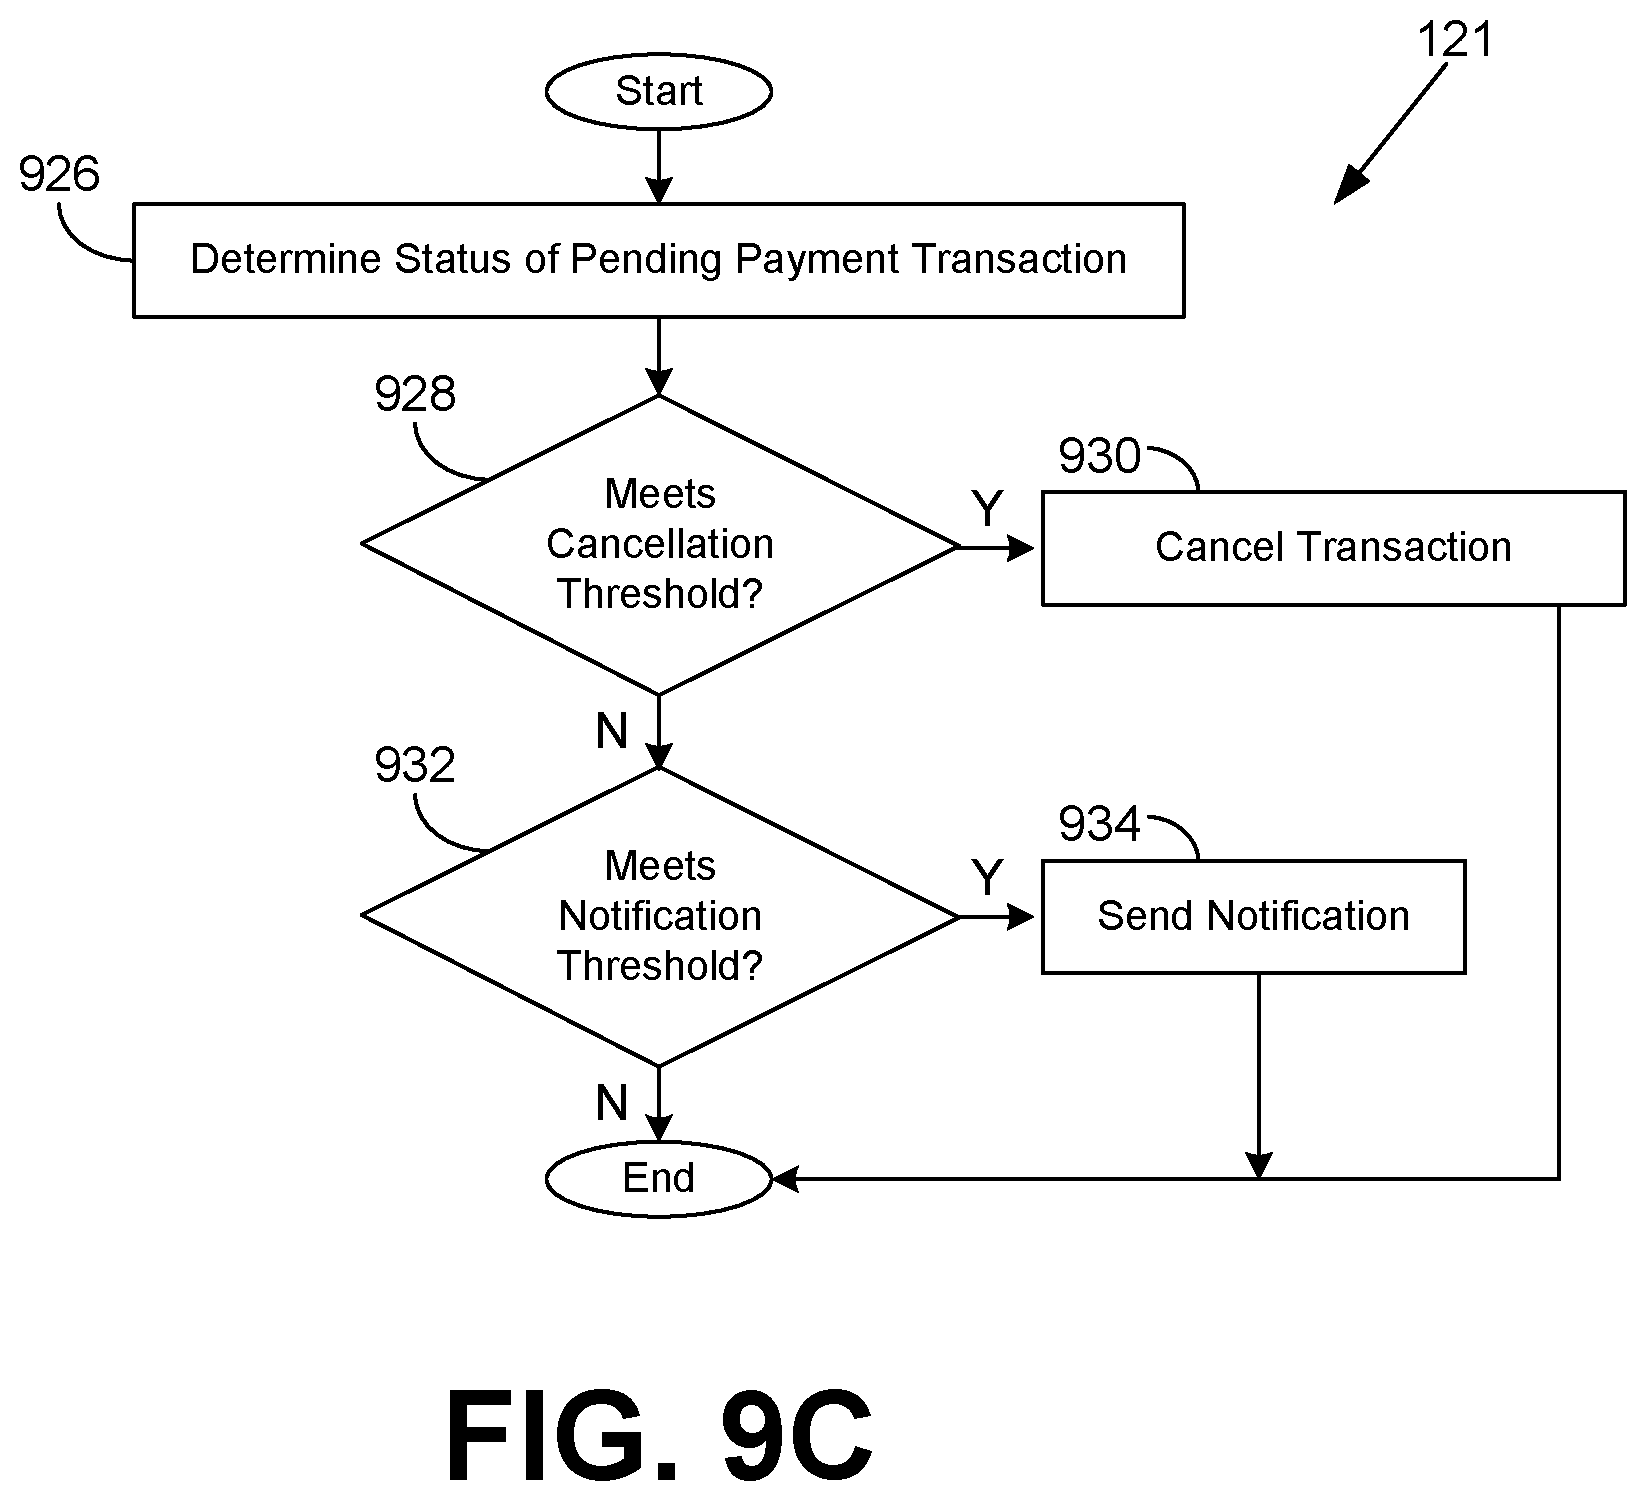 121
Start
926
Determine Status of Pending Payment Transaction
928
Meets
Cancellation
Threshold?
Y
930
Cancel Transaction
N
932
Meets
Notification
Threshold?
Y
934
Send Notification
N
End
FIG. 9C